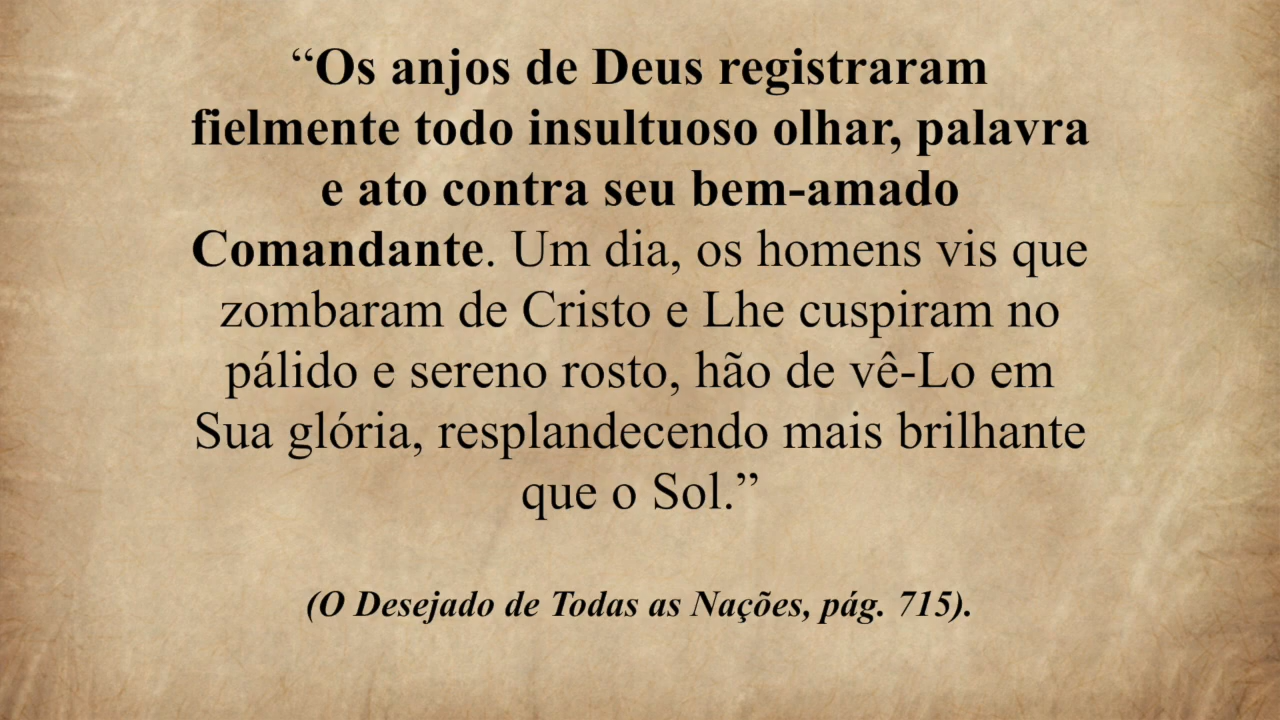 “Os anjos de Deus registraram
fielmente todo insultuoso olhar, palavra
e ato contra seu bem-amado
Comandante. Um dia, os homens vis que
zombaram de Cristo e Lhe cuspiram no
pálido e sereno rosto, hão de vê-Lo em
Sua glória, resplandecendo mais brilhante
que o Sol.”
(O Desejado de Todas as Nações, pág. 715).